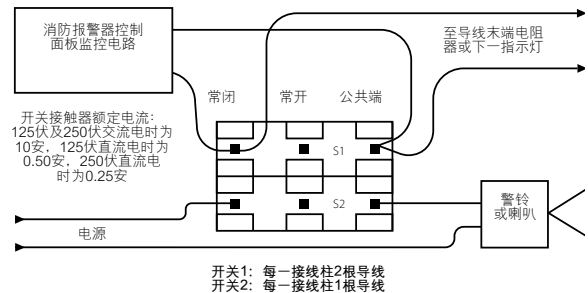 消防报警器控制
面板监控电路
至导线末端电阻
器或下一指示灯
常闭
常开
公共端
开关接触器额定电流：
125伏及250伏交流电时为
10安，125伏直流电时为
0.50安，250伏直流电
时为0.25安
S1
S2
电源
警铃
或喇叭
开关1：每一接线柱2根导线
开关2：每一接线柱1根导线